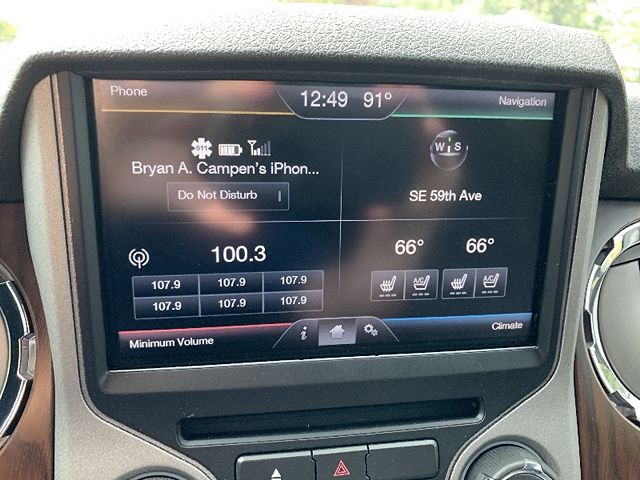 Phone
12:49 91°
Navigation
911
Bryan A. Campen's iPhon...
Do Not Disturb
W S
SE 59th Ave
100.3
66° 66°
107.9 107.9 107.9
107.9 107.9 107.9
A/C A/C
Minimum Volume
i
Climate